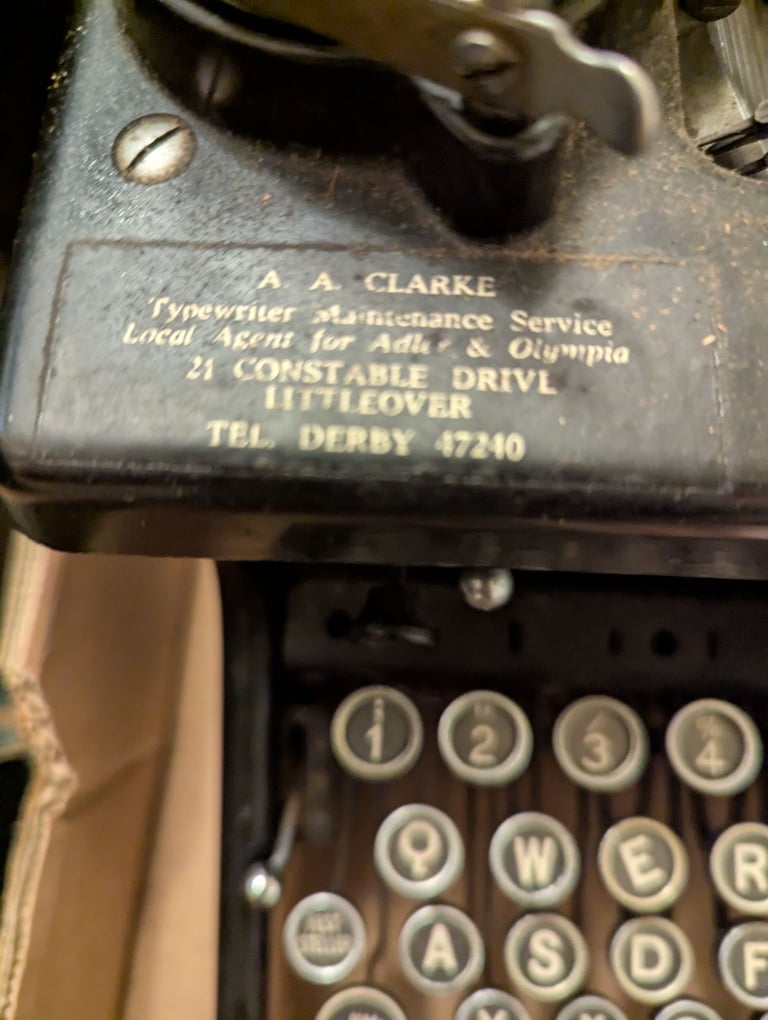 A. A. CLARKE
Typewriter Maintenance Service
Local Agent for Adler & Olympia
21 CONSTABLE DRIVE
LITTLEOVER
TEL. DERBY 47240
1 2 3 4
Q W E R
A S D F